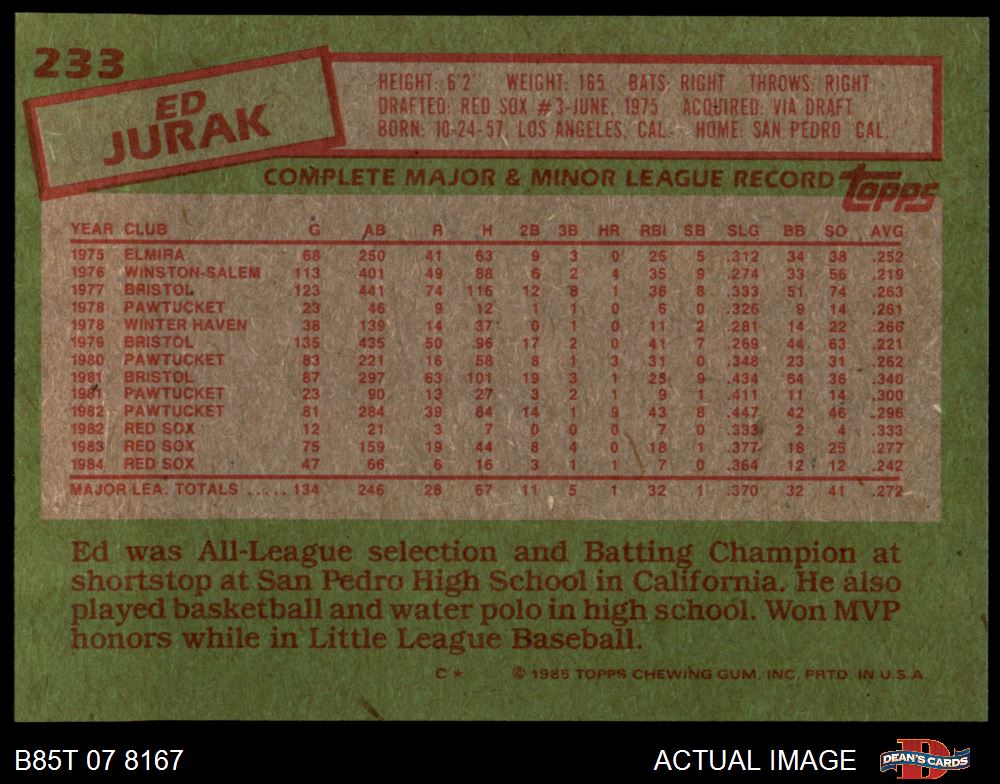 233
ED
JURAK
HEIGHT: 6'2" WEIGHT: 165 BATS: RIGHT THROWS: RIGHT
DRAFTED: RED SOX #3-JUNE, 1975 ACQUIRED: VIA DRAFT
BORN: 10-24-57, LOS ANGELES, CAL. HOME: SAN PEDRO CAL.
COMPLETE MAJOR & MINOR LEAGUE RECORD topps
YEAR CLUB G AB R H 2B 3B HR RBI SB SLG BB SO AVG
1975 ELMIRA 68 250 41 63 9 3 0 25 5 .312 34 38 .252
1976 WINSTON-SALEM 113 401 49 88 6 2 4 35 9 .274 33 56 .219
1977 BRISTOL 123 441 74 116 12 8 1 36 8 .333 51 74 .263
1978 PAWTUCKET 23 46 9 12 1 1 0 6 0 .326 9 14 .261
1978 WINTER HAVEN 38 139 14 37 0 1 0 11 2 .281 14 22 .266
1979 BRISTOL 135 435 50 96 17 2 0 41 7 .269 44 63 .221
1980 PAWTUCKET 83 221 16 58 8 1 3 31 0 .348 23 31 .262
1981 BRISTOL 87 297 63 101 19 3 1 25 9 .434 64 36 .340
1981 PAWTUCKET 23 90 13 27 3 2 1 9 1 .411 11 14 .300
1982 PAWTUCKET 81 284 39 84 14 1 9 43 8 .447 42 46 .296
1982 RED SOX 12 21 3 7 0 0 0 7 0 .333 2 4 .333
1983 RED SOX 75 159 19 44 8 4 0 18 1 .377 18 25 .277
1984 RED SOX 47 66 6 16 3 1 1 7 0 .364 12 12 .242
MAJOR LEA. TOTALS ..... 134 246 28 67 11 5 1 32 1 .370 32 41 .272
Ed was All-League selection and Batting Champion at
shortstop at San Pedro High School in California. He also
played basketball and water polo in high school. Won MVP
honors while in Little League Baseball.
C * © 1985 TOPPS CHEWING GUM, INC. PRTD. IN U.S.A.
B85T 07 8167 ACTUAL IMAGE DEAN'S CARDS